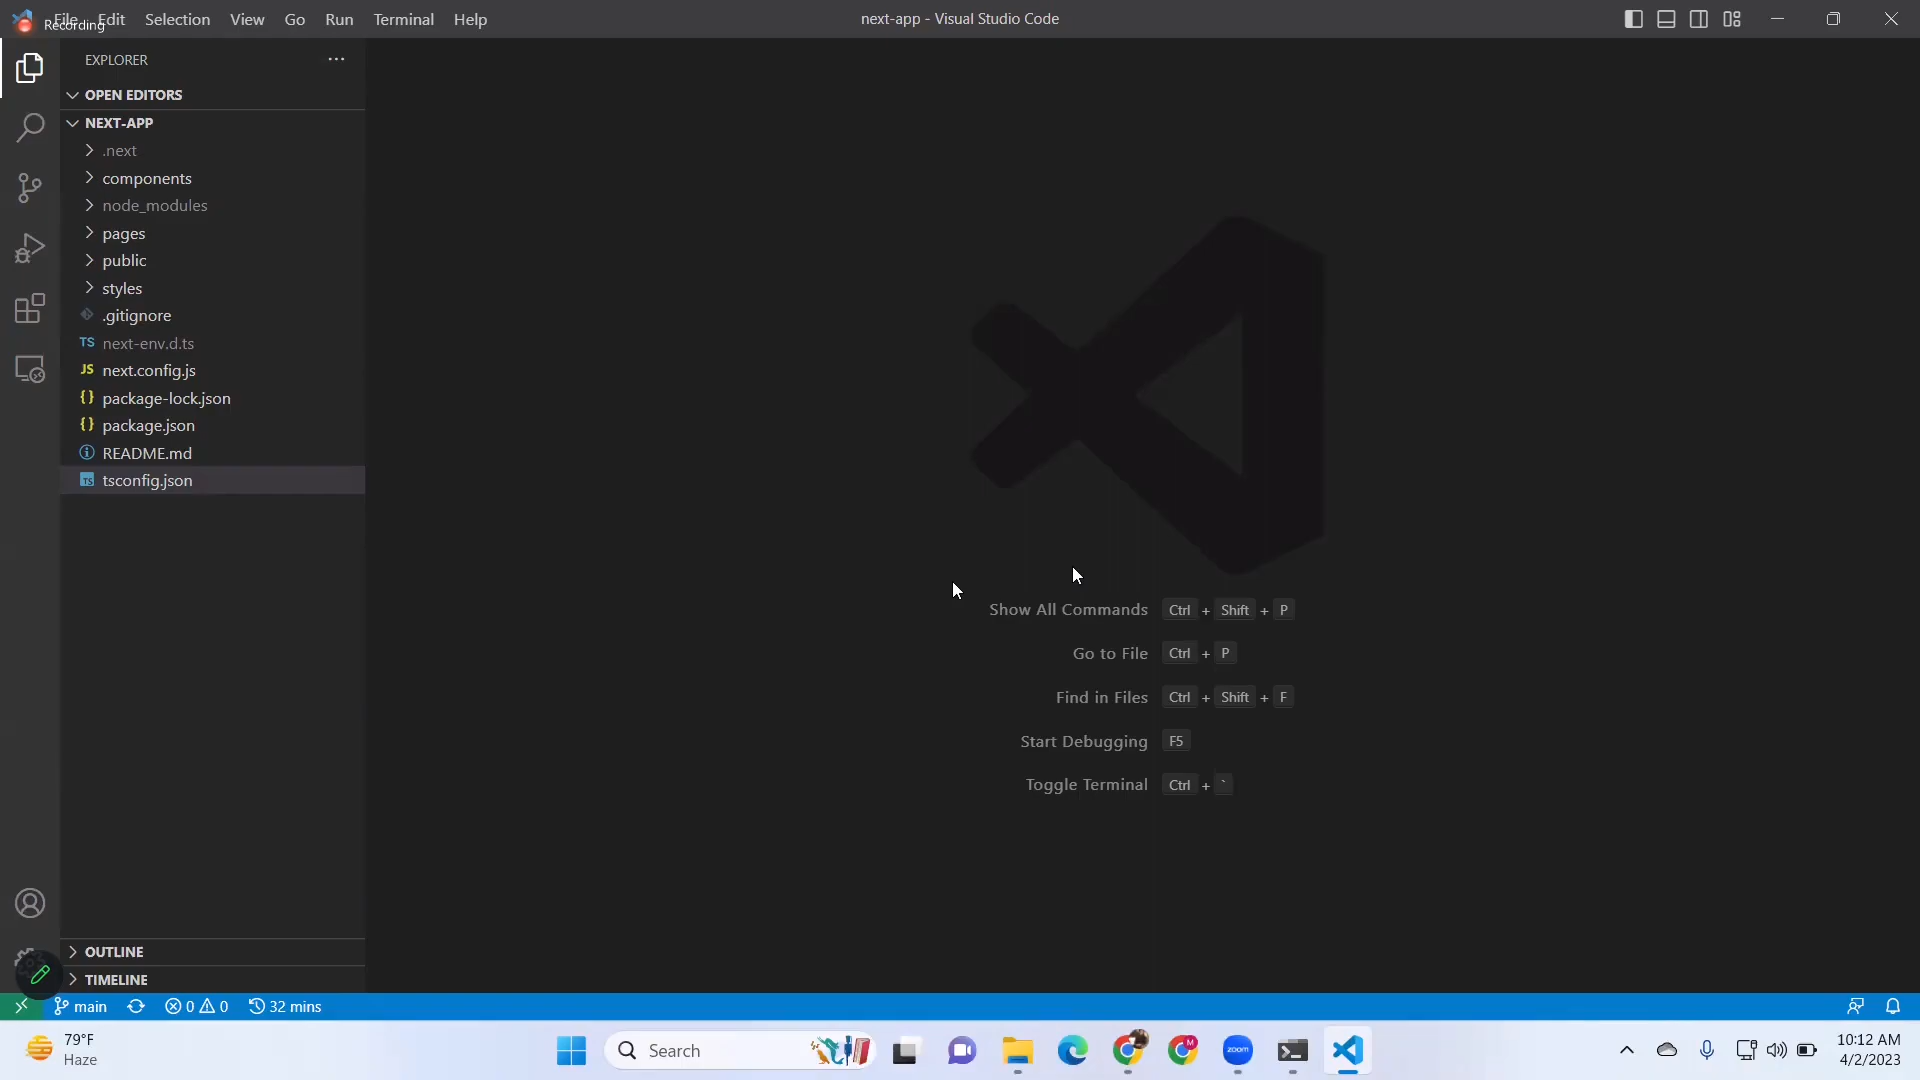 File Edit Selection View Go Run Terminal Help
Recording
next-app - Visual Studio Code
EXPLORER
OPEN EDITORS
NEXT-APP
.next
components
node_modules
pages
public
styles
.gitignore
TS next-env.d.ts
JS next.config.js
{} package-lock.json
{} package.json
README.md
TS tsconfig.json
Show All Commands Ctrl + Shift + P
Go to File Ctrl + P
Find in Files Ctrl + Shift + F
Start Debugging F5
Toggle Terminal Ctrl + `
OUTLINE
TIMELINE
main 0 0 32 mins
79°F
Haze
Search
M
zoom
10:12 AM
4/2/2023